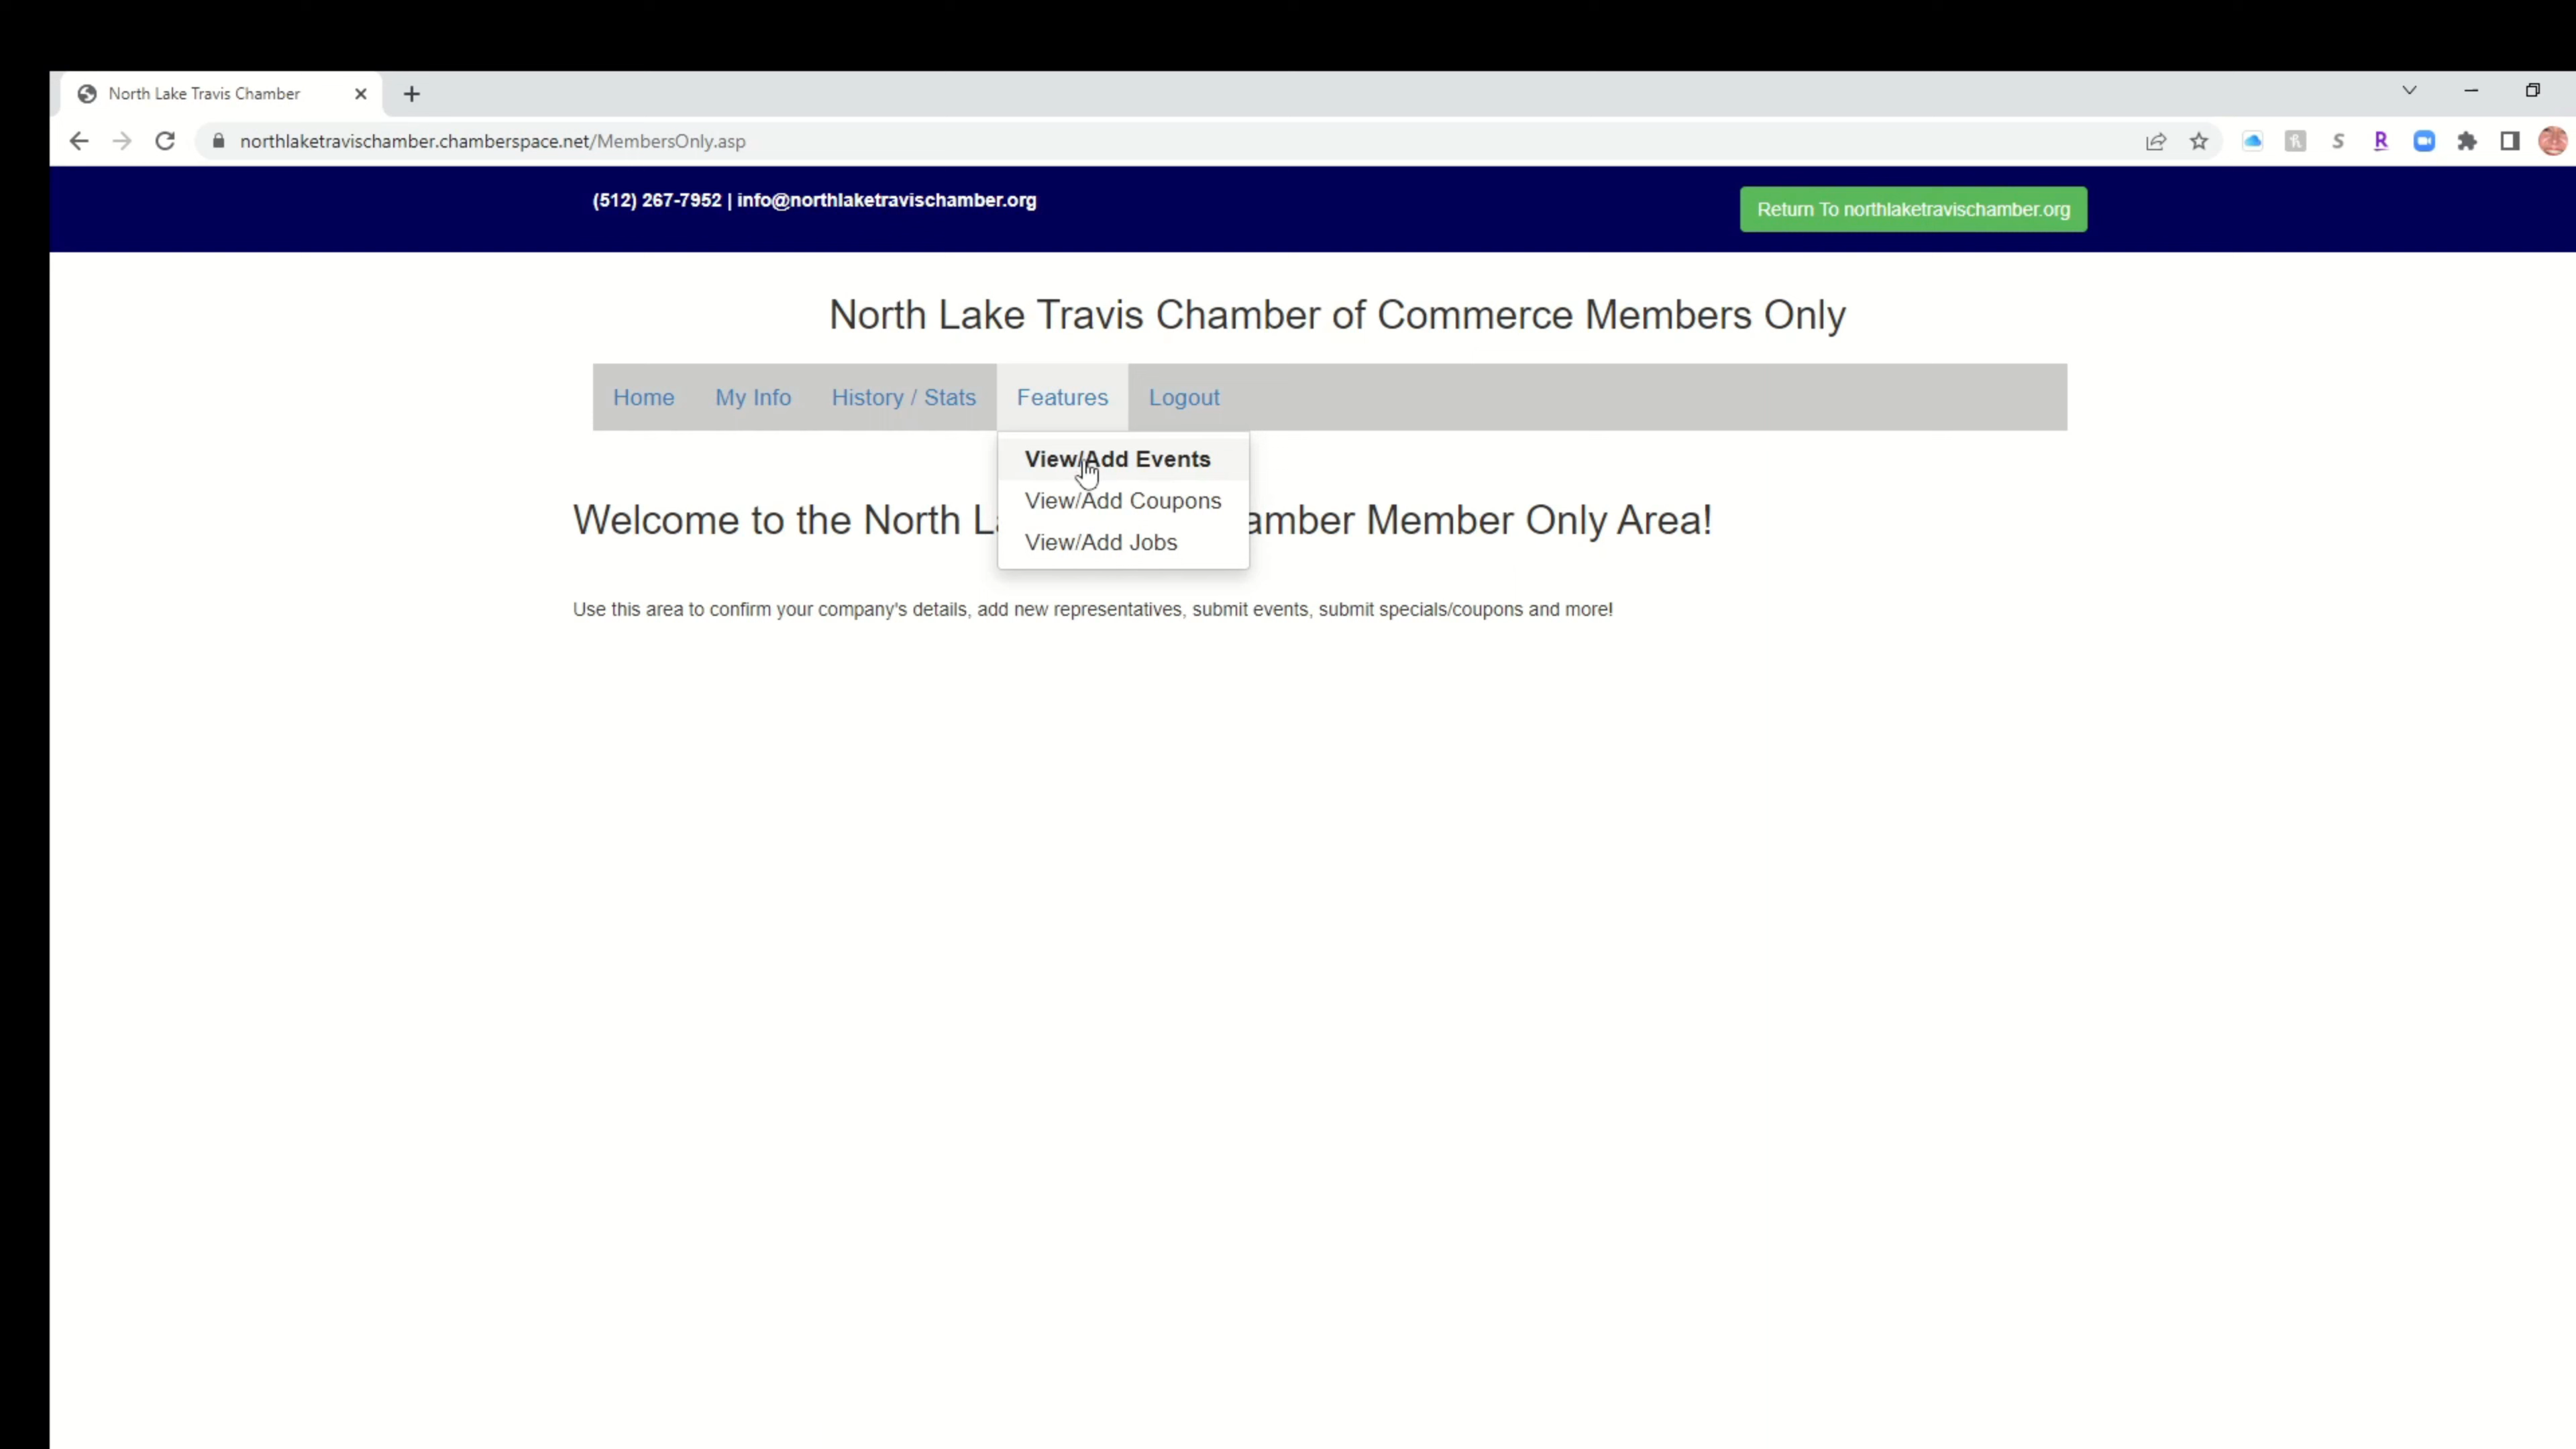 North Lake Travis Chamber
northlaketravischamber.chamberspace.net/MembersOnly.asp
(512) 267-7952 | info@northlaketravischamber.org
Return To northlaketravischamber.org
North Lake Travis Chamber of Commerce Members Only
Home My Info History / Stats Features Logout
View/Add Events
View/Add Coupons
View/Add Jobs
Welcome to the North L amber Member Only Area!
Use this area to confirm your company's details, add new representatives, submit events, submit specials/coupons and more!